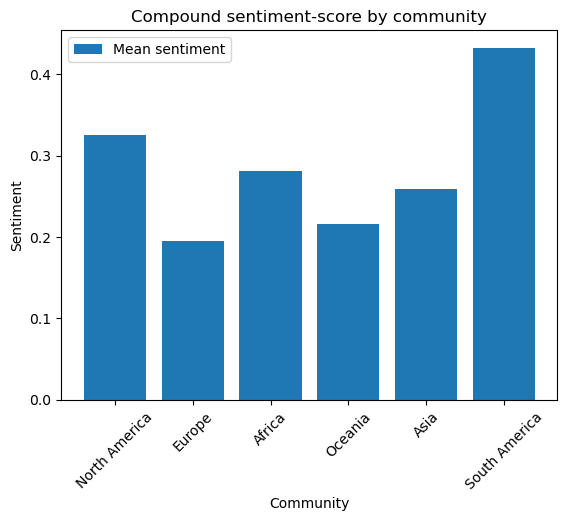 Compound sentiment-score by community
Mean sentiment
Sentiment
0.4
0.3
0.2
0.1
0.0
North America
Europe
Africa
Oceania
Asia
South America
Community